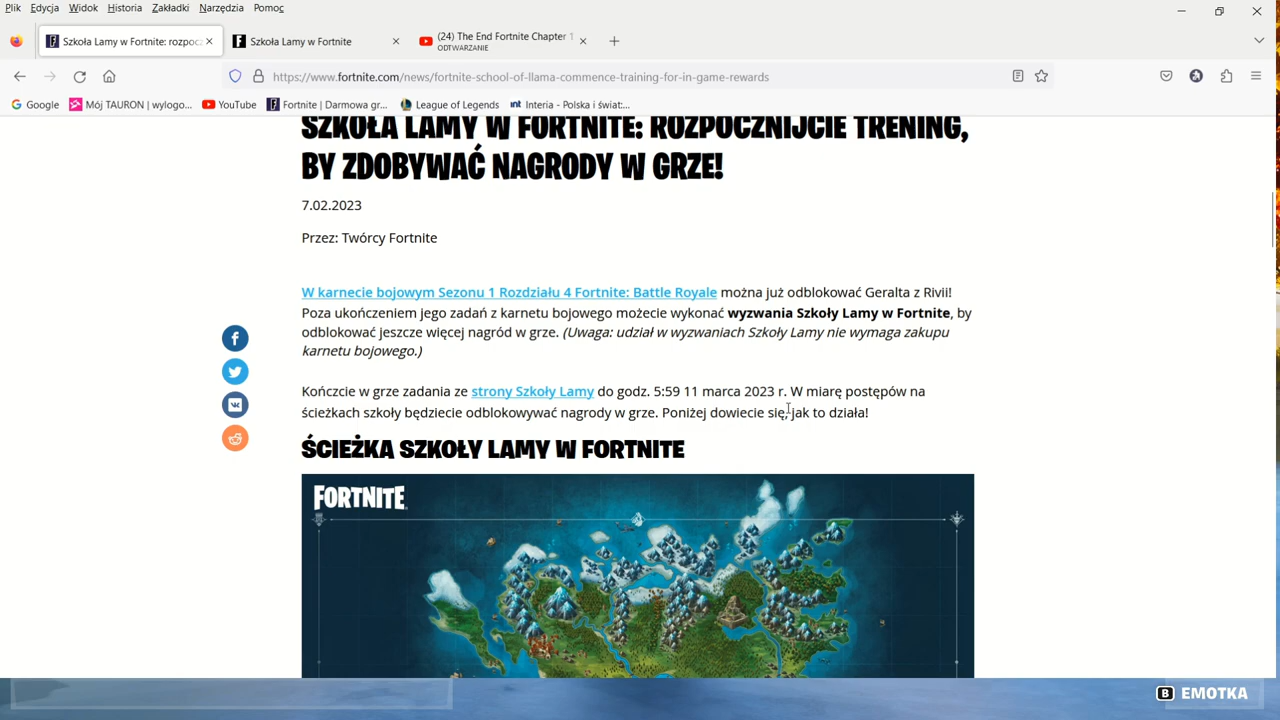 Plik Edycja Widok Historia Zakładki Narzędzia Pomoc
Szkoła Lamy w Fortnite: rozpoc
Szkoła Lamy w Fortnite
(24) The End Fortnite Chapter 1
ODTWARZANIE
https://www.fortnite.com/news/fortnite-school-of-llama-commence-training-for-in-game-rewards
Google Mój TAURON | wylogo... YouTube Fortnite | Darmowa gr... League of Legends int Interia - Polska i świat:...
SZKOŁA LAMY W FORTNITE: ROZPOCZNIJCIE TRENING,
BY ZDOBYWAĆ NAGRODY W GRZE!
7.02.2023
Przez: Twórcy Fortnite
W karnecie bojowym Sezonu 1 Rozdziału 4 Fortnite: Battle Royale można już odblokować Geralta z Rivii!
Poza ukończeniem jego zadań z karnetu bojowego możecie wykonać wyzwania Szkoły Lamy w Fortnite, by
odblokować jeszcze więcej nagród w grze. (Uwaga: udział w wyzwaniach Szkoły Lamy nie wymaga zakupu
karnetu bojowego.)
Kończcie w grze zadania ze strony Szkoły Lamy do godz. 5:59 11 marca 2023 r. W miarę postępów na
ścieżkach szkoły będziecie odblokowywać nagrody w grze. Poniżej dowiecie się, jak to działa!
ŚCIEŻKA SZKOŁY LAMY W FORTNITE
FORTNITE
B EMOTKA